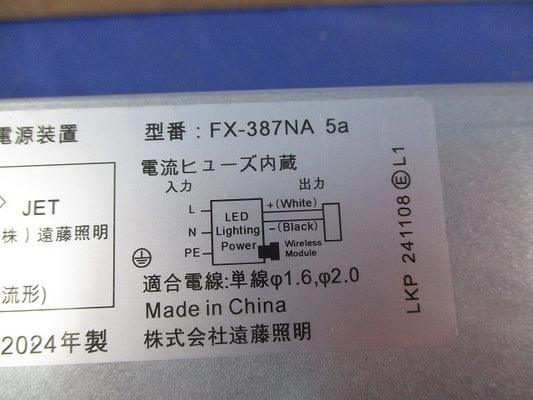 電源装置
JET
株）遠藤照明
流形)
2024年製
型番：FX-387NA 5a
電流ヒューズ内蔵
入力 出力
L
N
PE
LED
Lighting
Power
+(White)
-(Black)
Wireless
Module
適合電線:単線φ1.6,φ2.0
Made in China
株式会社遠藤照明
LKP 241108 Ⓔ L1